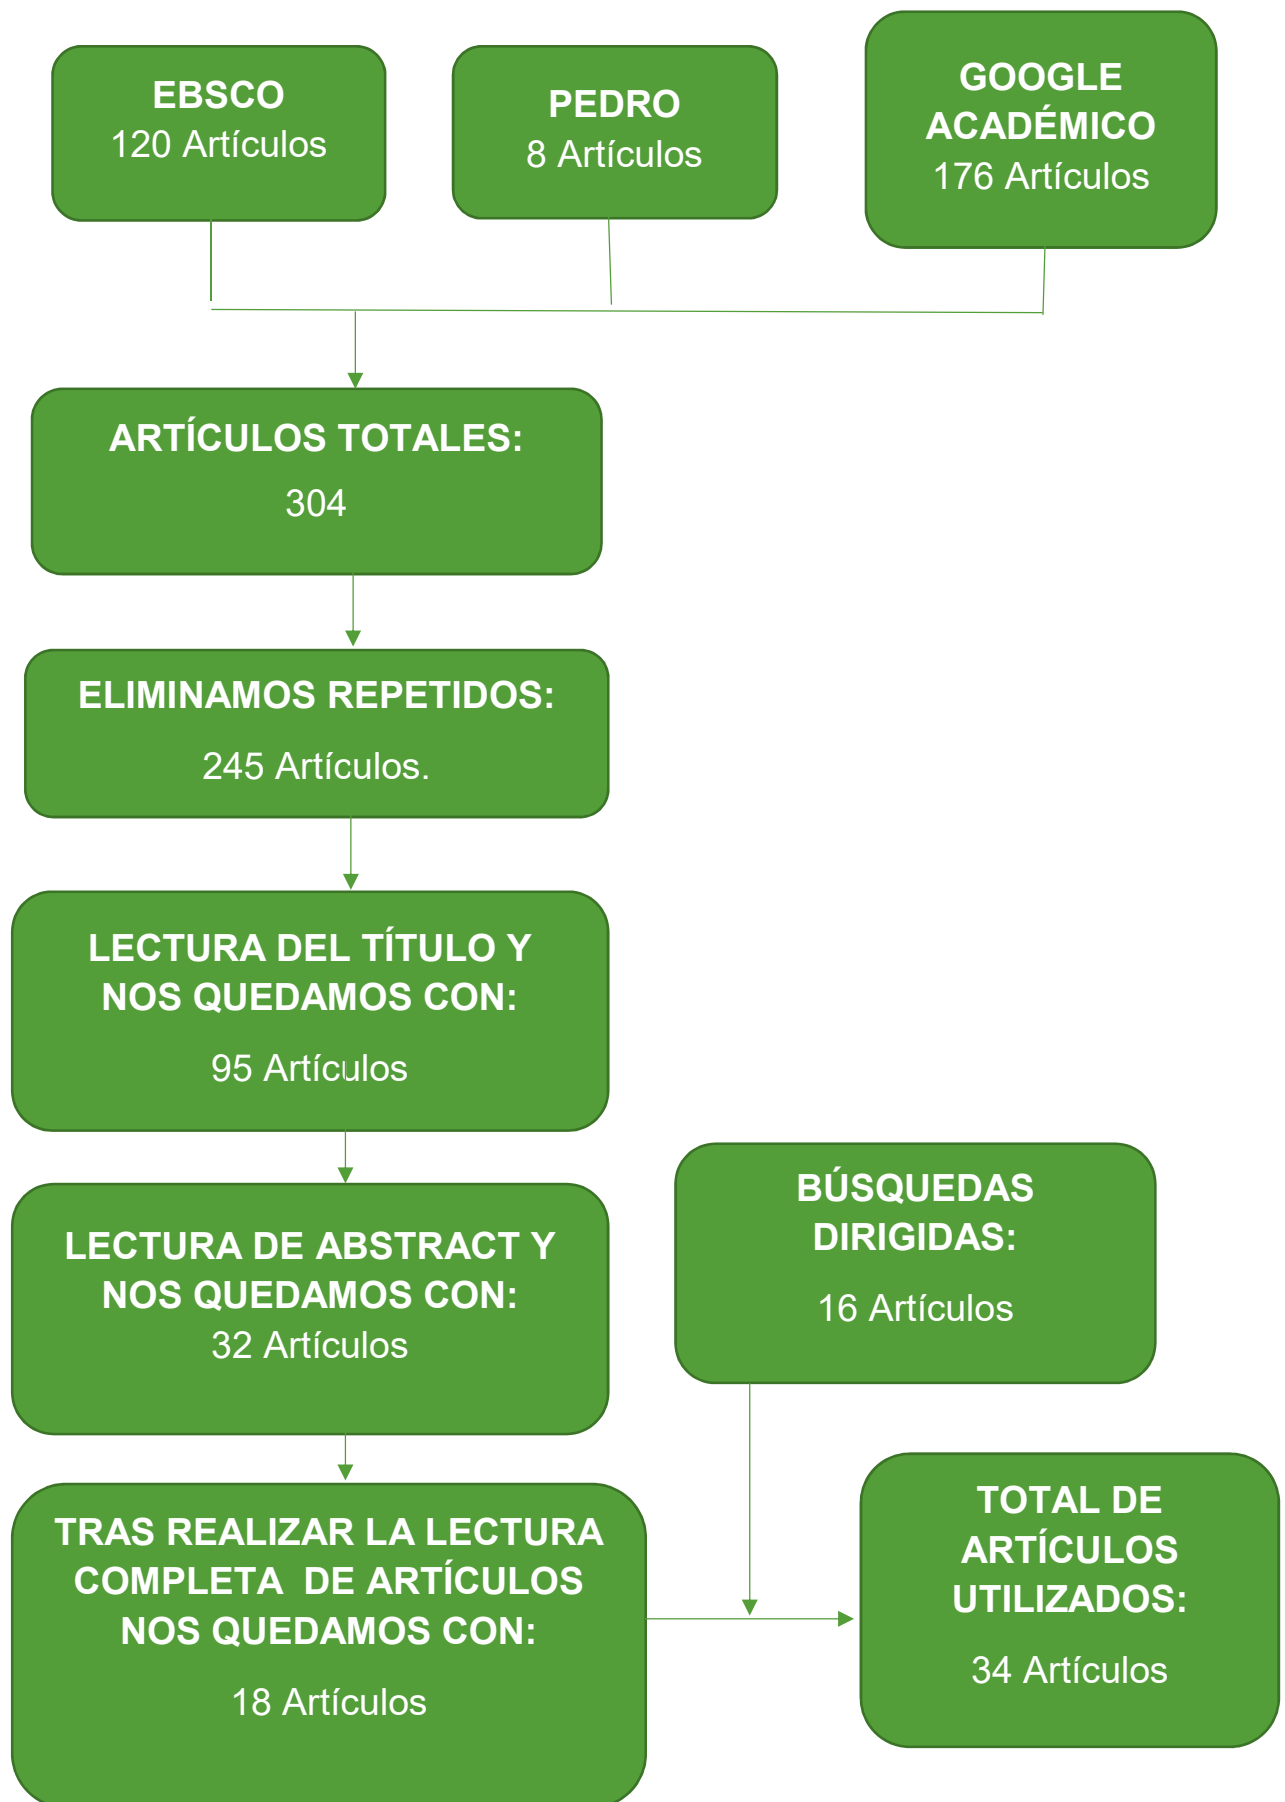 EBSCO
120 Artículos
PEDRO
8 Artículos
GOOGLE
ACADÉMICO
176 Artículos
ARTÍCULOS TOTALES:
304
ELIMINAMOS REPETIDOS:
245 Artículos.
LECTURA DEL TÍTULO Y
NOS QUEDAMOS CON:
95 Artículos
LECTURA DE ABSTRACT Y
NOS QUEDAMOS CON:
32 Artículos
BÚSQUEDAS
DIRIGIDAS:
16 Artículos
TRAS REALIZAR LA LECTURA
COMPLETA  DE ARTÍCULOS
NOS QUEDAMOS CON:
18 Artículos
TOTAL DE
ARTÍCULOS
UTILIZADOS:
34 Artículos